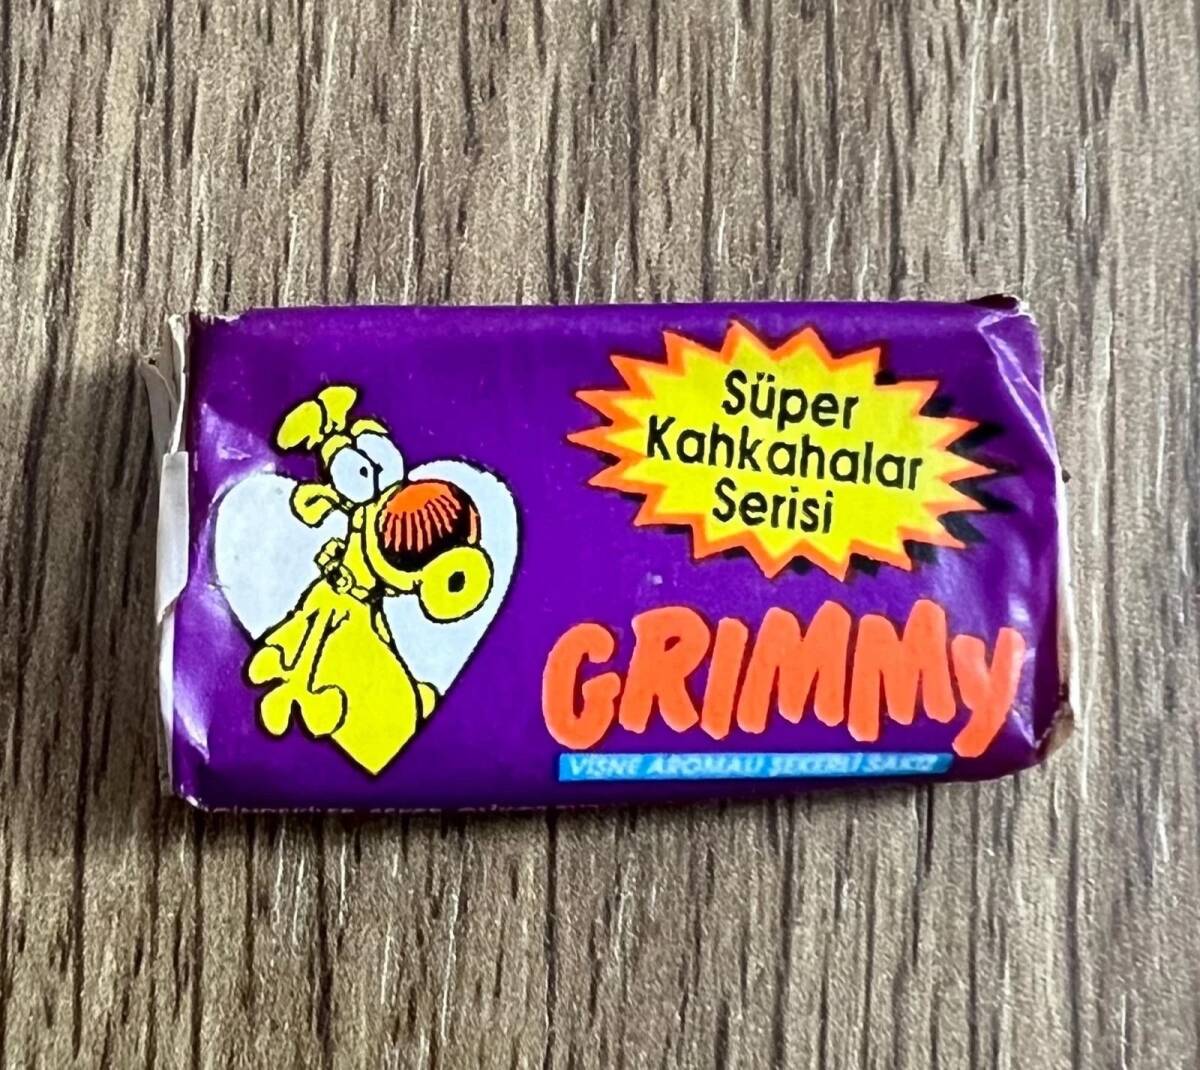 Süper
Kahkahalar
Serisi
GRIMMY
VİŞNE AROMALI ŞEKERLİ SAKIZ